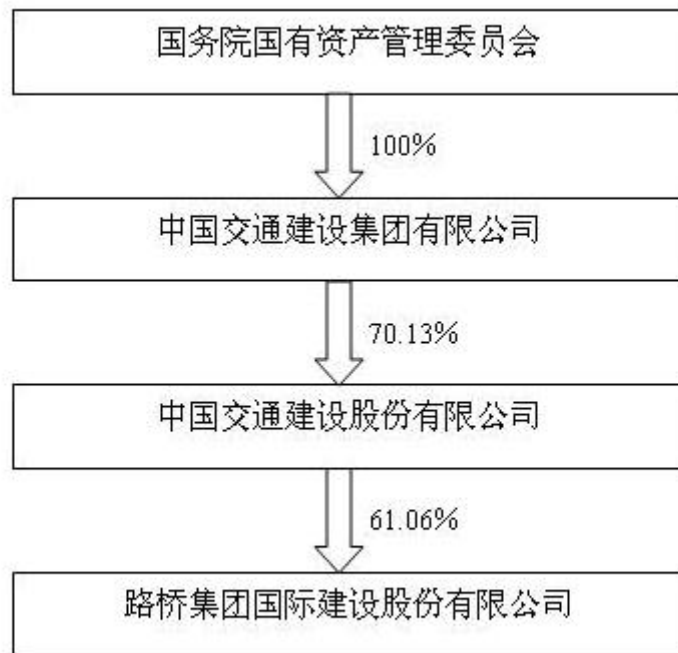 国务院国有资产管理委员会
100%
中国交通建设集团有限公司
70.13%
中国交通建设股份有限公司
61.06%
路桥集团国际建设股份有限公司